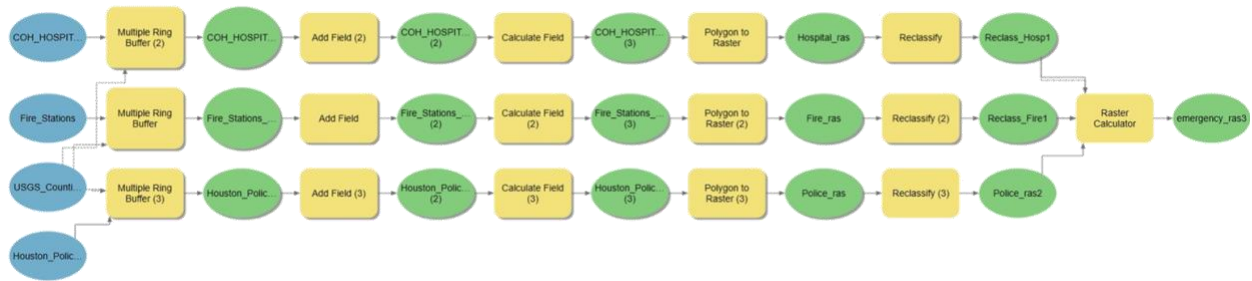 COH_HOSPIT...
Multiple Ring
Buffer (2)
COH_HOSPIT...
Add Field (2)
COH_HOSPIT...
(2)
Calculate Field
COH_HOSPIT...
(3)
Polygon to
Raster
Hospital_ras
Reclassify
Reclass_Hosp1
Fire_Stations
Multiple Ring
Buffer
Fire_Stations_...
Add Field
Fire_Stations_...
(2)
Calculate Field
(2)
Fire_Stations_...
(3)
Polygon to
Raster (2)
Fire_ras
Reclassify (2)
Reclass_Fire1
Raster
Calculator
emergency_ras3
USGS_Counti...
Multiple Ring
Buffer (3)
Houston_Polic...
Add Field (3)
Houston_Polic...
(2)
Calculate Field
(3)
Houston_Polic...
(3)
Polygon to
Raster (3)
Police_ras
Reclassify (3)
Police_ras2
Houston_Polic...